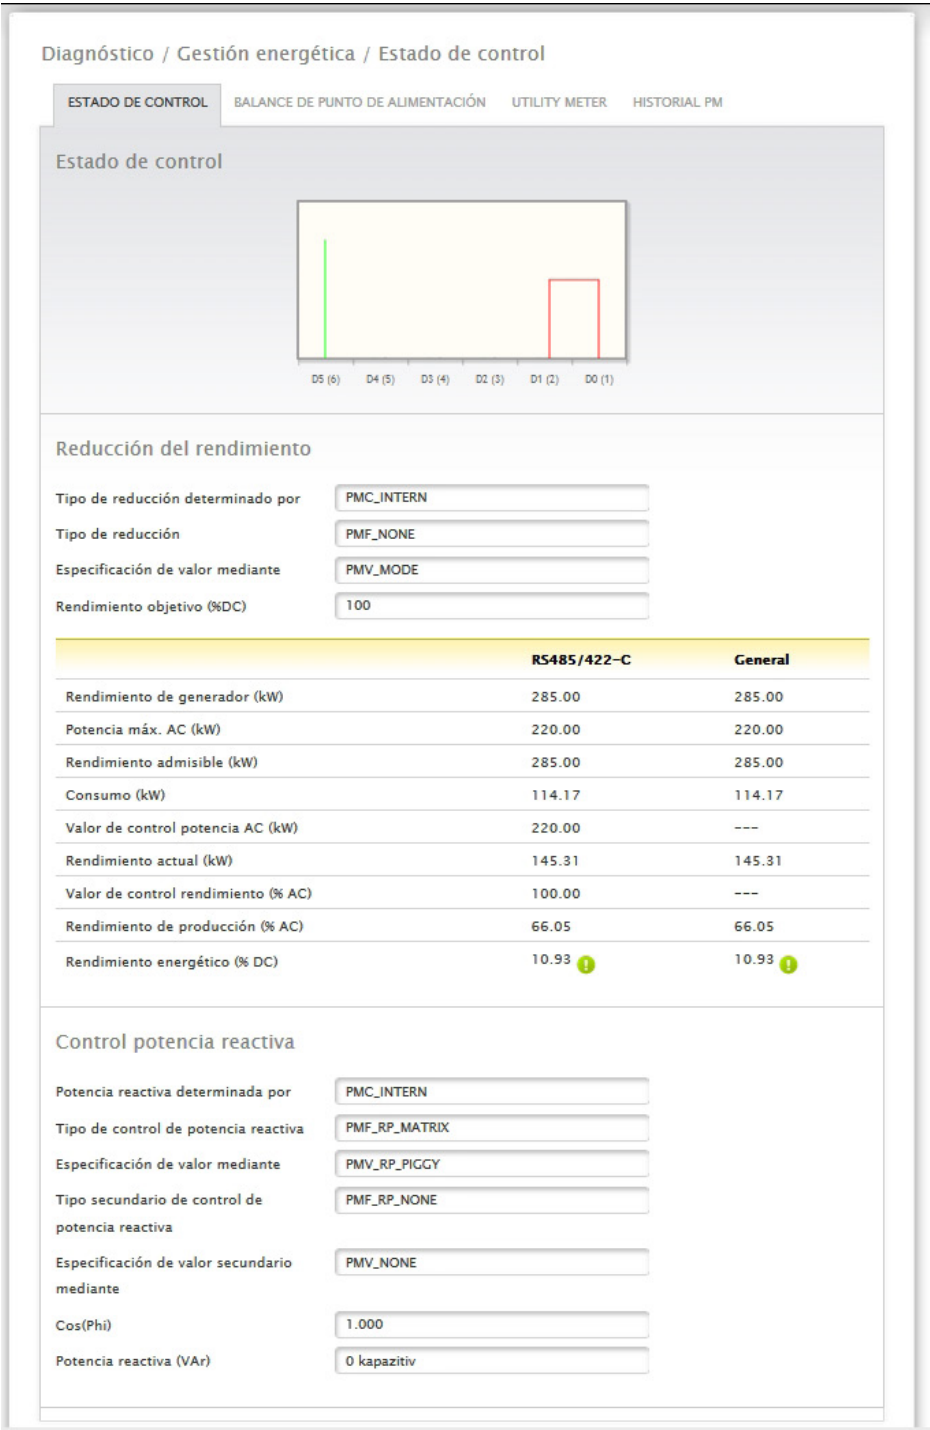 Diagnóstico / Gestión energética / Estado de control
ESTADO DE CONTROL BALANCE DE PUNTO DE ALIMENTACIÓN UTILITY METER HISTORIAL PM
Estado de control
D5 (6) D4 (5) D3 (4) D2 (3) D1 (2) D0 (1)
Reducción del rendimiento
Tipo de reducción determinado por PMC_INTERN
Tipo de reducción PMF_NONE
Especificación de valor mediante PMV_MODE
Rendimiento objetivo (%DC) 100
RS485/422-C General
Rendimiento de generador (kW) 285.00 285.00
Potencia máx. AC (kW) 220.00 220.00
Rendimiento admisible (kW) 285.00 285.00
Consumo (kW) 114.17 114.17
Valor de control potencia AC (kW) 220.00 ---
Rendimiento actual (kW) 145.31 145.31
Valor de control rendimiento (% AC) 100.00 ---
Rendimiento de producción (% AC) 66.05 66.05
Rendimiento energético (% DC) 10.93 ! 10.93 !
Control potencia reactiva
Potencia reactiva determinada por PMC_INTERN
Tipo de control de potencia reactiva PMF_RP_MATRIX
Especificación de valor mediante PMV_RP_PIGGY
Tipo secundario de control de PMF_RP_NONE
potencia reactiva
Especificación de valor secundario PMV_NONE
mediante
Cos(Phi) 1.000
Potencia reactiva (VAr) 0 kapazitiv